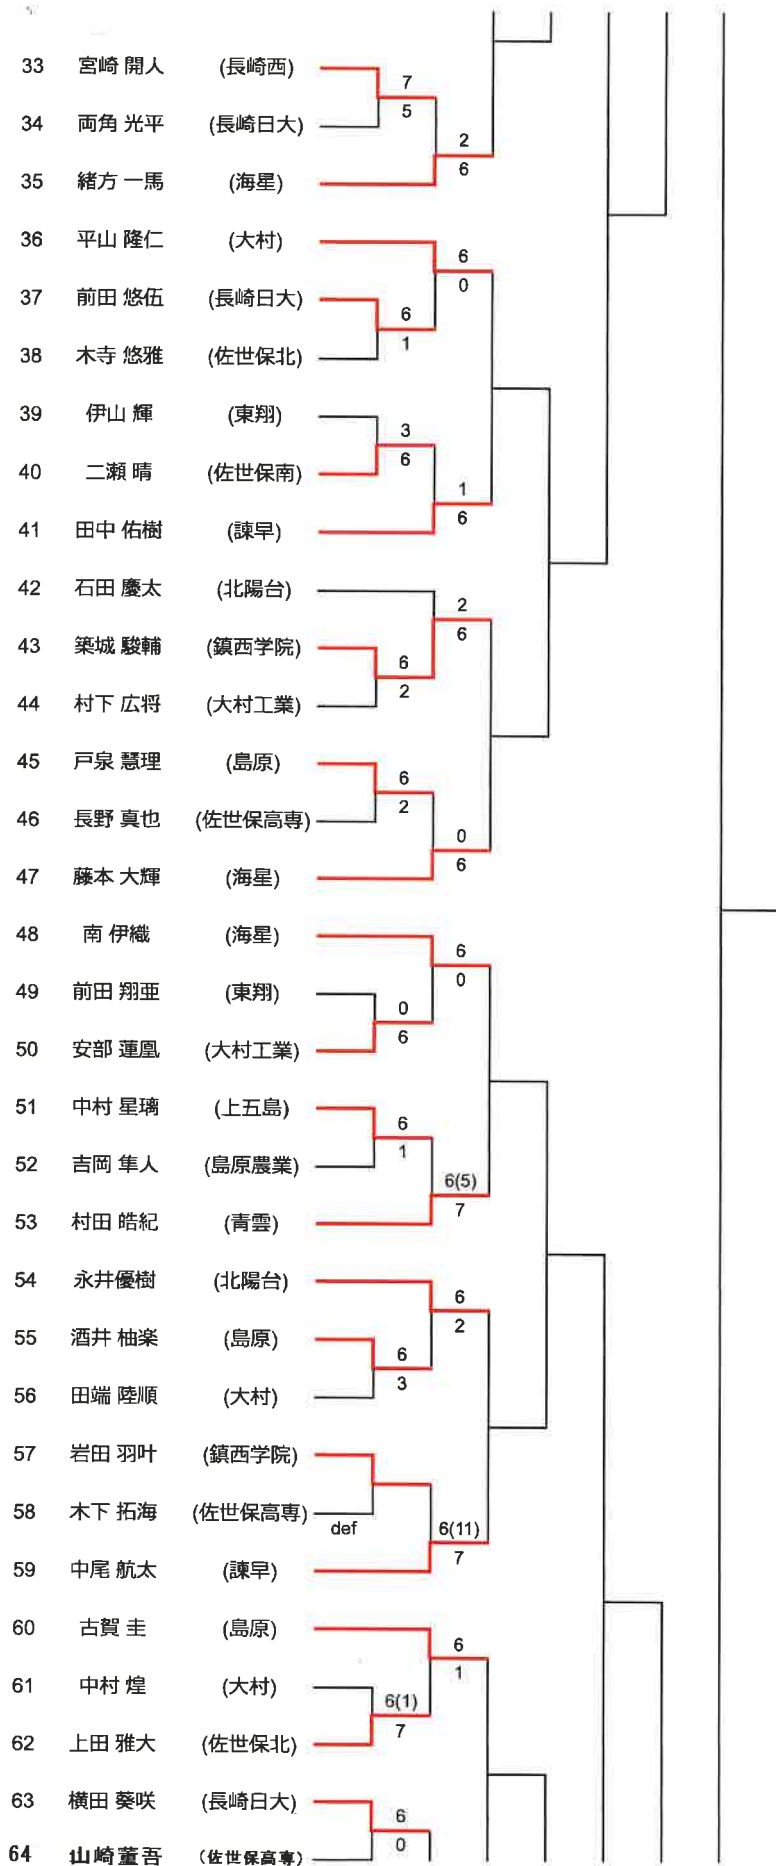 33 宮崎 開人 (長崎西)
7
5
34 両角 光平 (長崎日大)
2
6
35 緒方 一馬 (海星)
36 平山 隆仁 (大村)
6
0
37 前田 悠伍 (長崎日大)
6
1
38 木寺 悠雅 (佐世保北)
39 伊山 輝 (東翔)
3
6
40 二瀬 晴 (佐世保南)
1
6
41 田中 佑樹 (諫早)
42 石田 慶太 (北陽台)
2
6
43 築城 駿輔 (鎮西学院)
6
2
44 村下 広将 (大村工業)
45 戸泉 慧理 (島原)
6
2
46 長野 真也 (佐世保高専)
0
6
47 藤本 大輝 (海星)
48 南 伊織 (海星)
6
0
49 前田 翔亜 (東翔)
0
6
50 安部 蓮凰 (大村工業)
51 中村 星璃 (上五島)
6
1
52 吉岡 隼人 (島原農業)
6(5)
7
53 村田 皓紀 (青雲)
54 永井優樹 (北陽台)
6
2
55 酒井 柚楽 (島原)
6
3
56 田端 陸順 (大村)
57 岩田 羽叶 (鎮西学院)
58 木下 拓海 (佐世保高専)
def
6(11)
7
59 中尾 航太 (諫早)
60 古賀 圭 (島原)
6
1
61 中村 煌 (大村)
6(1)
7
62 上田 雅大 (佐世保北)
63 横田 葵咲 (長崎日大)
6
0
64 山崎菫吾 (佐世保高専)